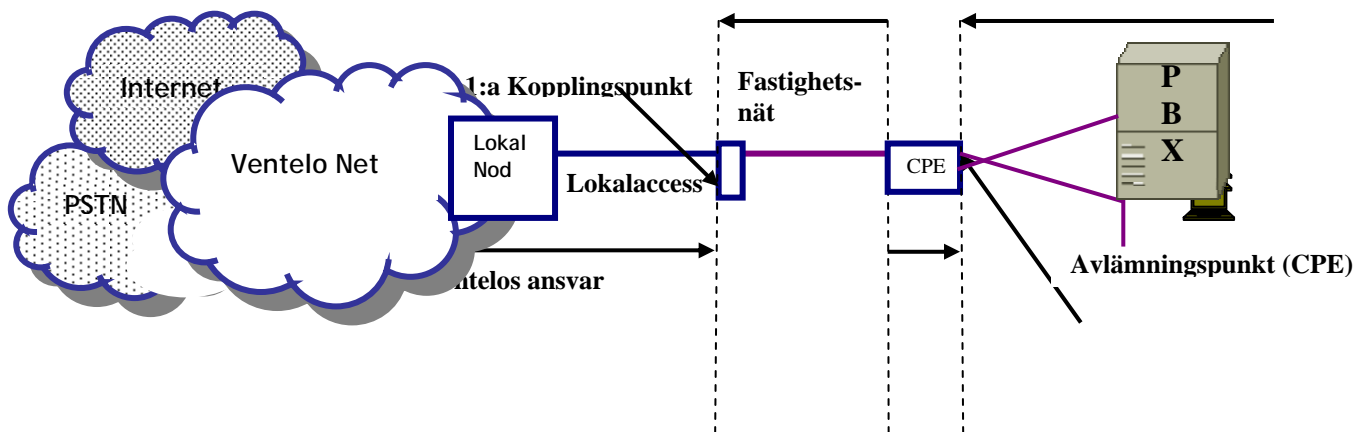 Internet
1:a Kopplingspunkt
Fastighets-
nät
P
B
X
Ventelo Net
Lokal
Nod
CPE
Lokalaccess
PSTN
ntelos ansvar
Avlämningspunkt (CPE)